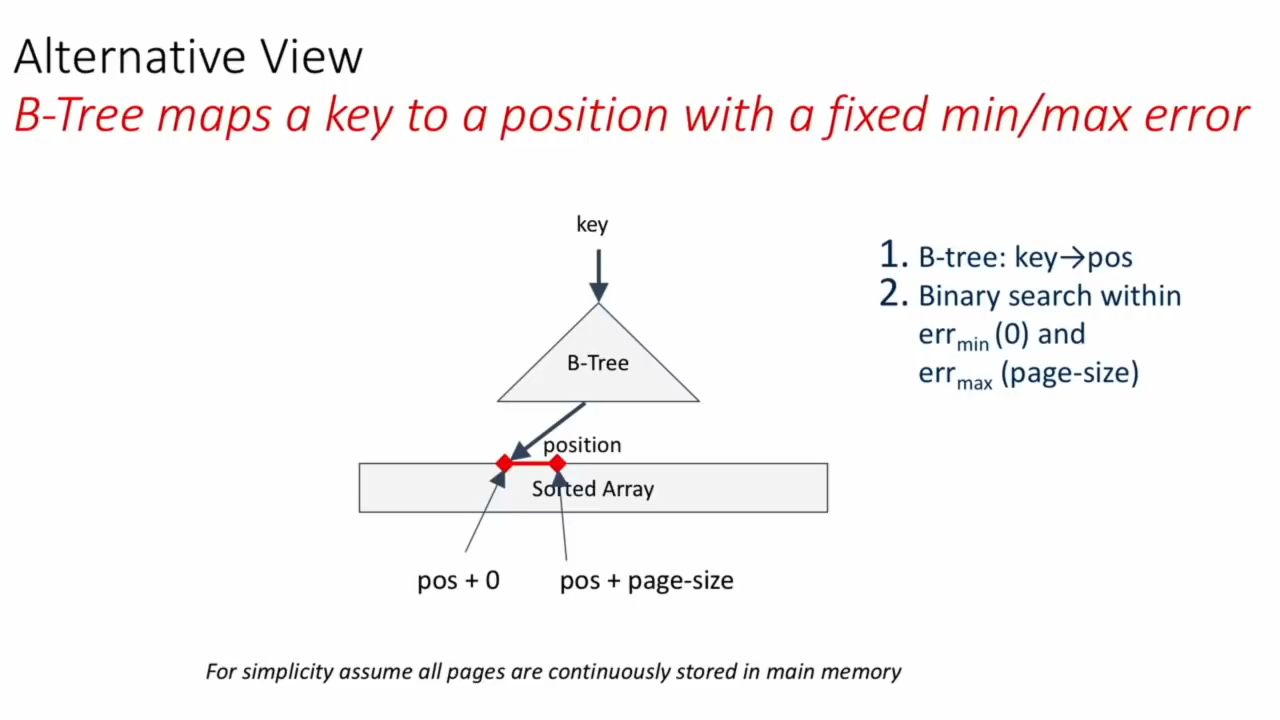 Alternative View
B-Tree maps a key to a position with a fixed min/max error
key
1. B-tree: key→pos
2. Binary search within
errmin (0) and
errmax (page-size)
B-Tree
position
Sorted Array
pos + 0
pos + page-size
For simplicity assume all pages are continuously stored in main memory